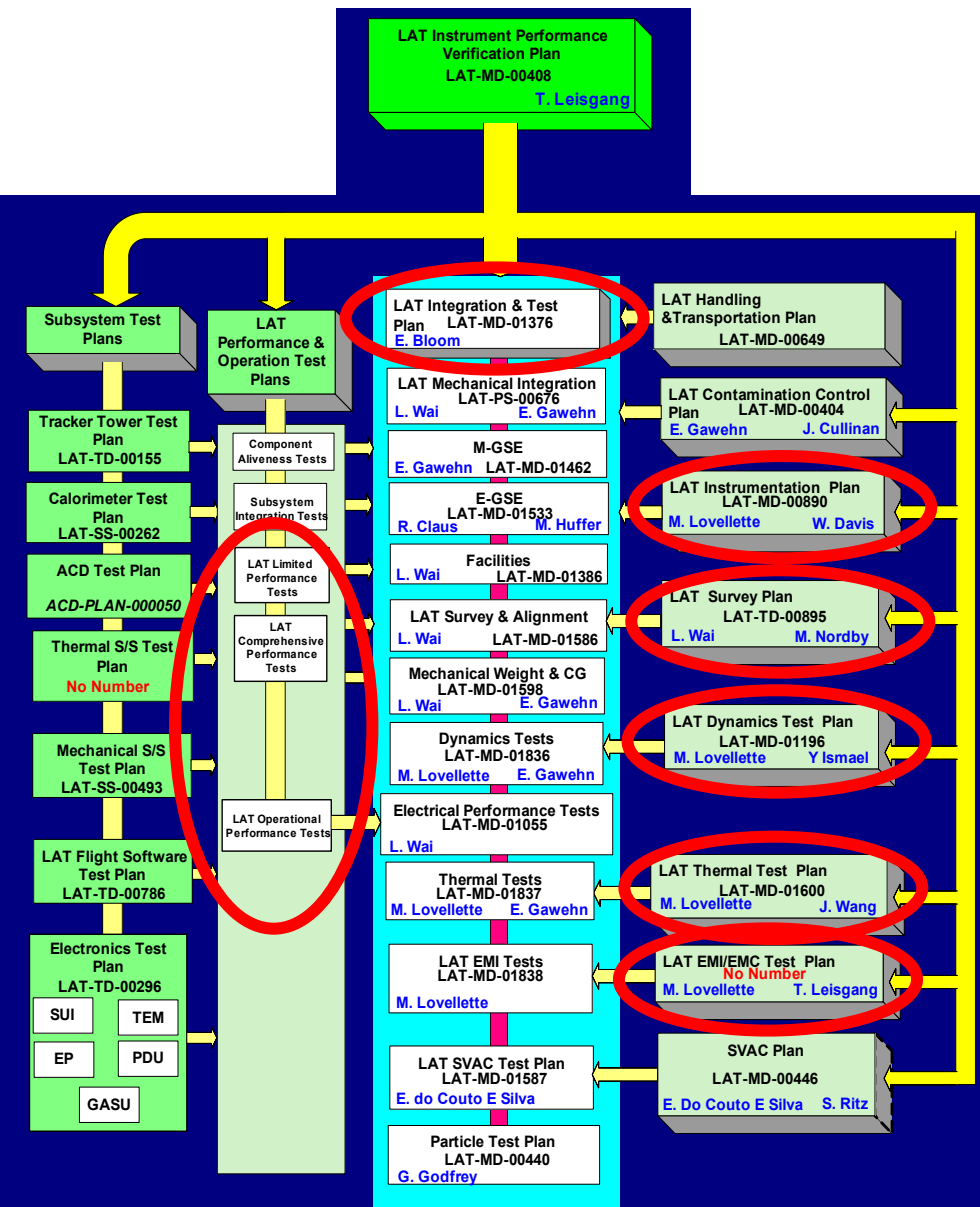 LAT Instrument Performance
Verification Plan
LAT-MD-00408
T. Leisgang
Subsystem Test
Plans
Tracker Tower Test
Plan
LAT-TD-00155
Calorimeter Test
Plan
LAT-SS-00262
ACD Test Plan
ACD-PLAN-000050
Thermal S/S Test
Plan
No Number
Mechanical S/S
Test Plan
LAT-SS-00493
LAT Flight Software
Test Plan
LAT-TD-00786
Electronics Test
Plan
LAT-TD-00296
SUI TEM
EP PDU
GASU
LAT
Performance &
Operation Test
Plans
Component
Aliveness Tests
Subsystem
Integration Tests
LAT Limited
Performance
Tests
LAT
Comprehensive
Performance
Tests
LAT Operational
Performance Tests
LAT Integration & Test
Plan LAT-MD-01376
E. Bloom
LAT Mechanical Integration
LAT-PS-00676
L. Wai E. Gawehn
M-GSE
E. Gawehn LAT-MD-01462
E-GSE
LAT-MD-01533
R. Claus M. Huffer
Facilities
L. Wai LAT-MD-01386
LAT Survey & Alignment
L. Wai LAT-MD-01586
Mechanical Weight & CG
LAT-MD-01598
L. Wai E. Gawehn
Dynamics Tests
LAT-MD-01836
M. Lovellette E. Gawehn
Electrical Performance Tests
LAT-MD-01055
L. Wai
Thermal Tests
LAT-MD-01837
M. Lovellette E. Gawehn
LAT EMI Tests
LAT-MD-01838
M. Lovellette
LAT SVAC Test Plan
LAT-MD-01587
E. do Couto E Silva
Particle Test Plan
LAT-MD-00440
G. Godfrey
LAT Handling
&Transportation Plan
LAT-MD-00649
LAT Contamination Control
Plan LAT-MD-00404
E. Gawehn J. Cullinan
LAT Instrumentation Plan
LAT-MD-00890
M. Lovellette W. Davis
LAT Survey Plan
LAT-TD-00895
L. Wai M. Nordby
LAT Dynamics Test Plan
LAT-MD-01196
M. Lovellette Y Ismael
LAT Thermal Test Plan
LAT-MD-01600
M. Lovellette J. Wang
LAT EMI/EMC Test Plan
No Number
M. Lovellette T. Leisgang
SVAC Plan
LAT-MD-00446
E. Do Couto E Silva S. Ritz